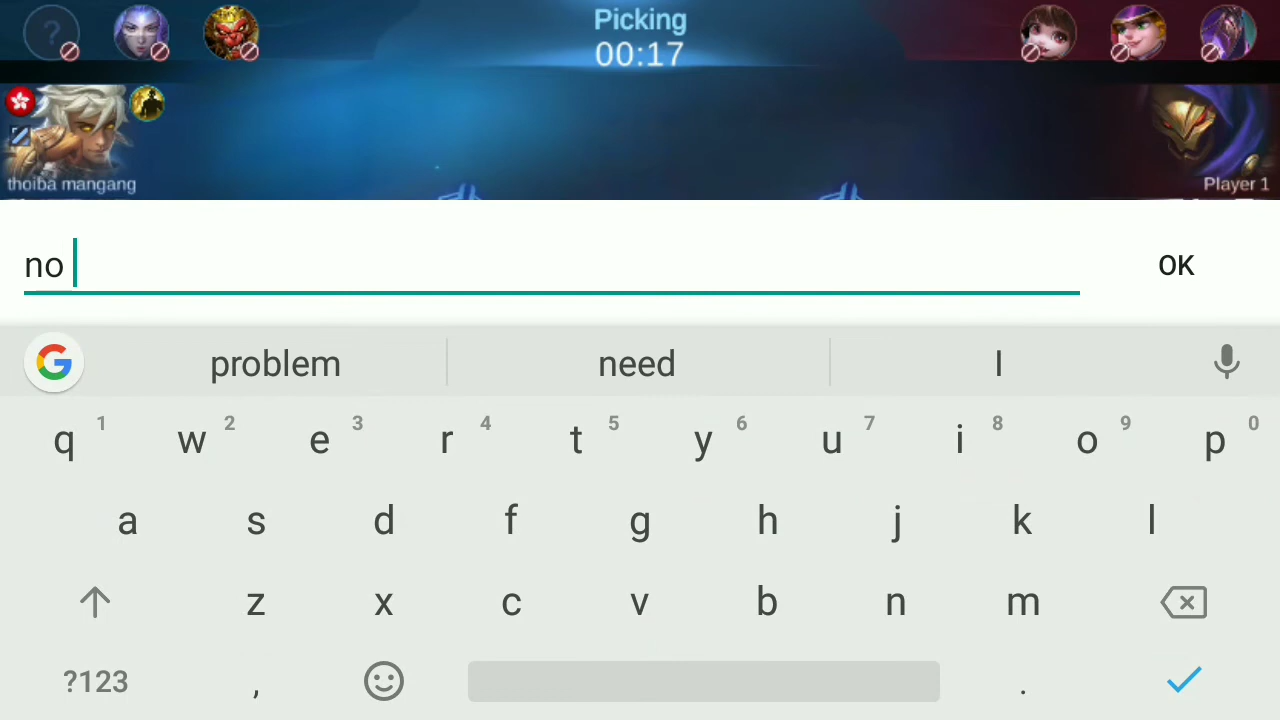 ?
Picking
00:17
thoiba mangang
Player 1
no
OK
G
problem need I
q 1 w 2 e 3 r 4 t 5 y 6 u 7 i 8 o 9 p 0
a s d f g h j k l
z x c v b n m
?123 , .